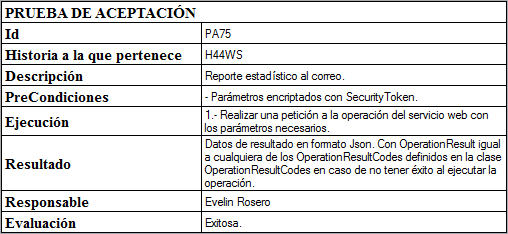 PRUEBA DE ACEPTACIÓN
Id PA75
Historia a la que pertenece H44WS
Descripción Reporte estadístico al correo.
PreCondiciones - Parámetros encriptados con SecurityToken.
Ejecución 1.- Realizar una petición a la operación del servicio web con
los parámetros necesarios.
Resultado Datos de resultado en formato Json. Con OperationResult igual
a cualquiera de los OperationResultCodes definidos en la clase
OperationResultCodes en caso de no tener éxito al ejecutar la
operación.
Responsable Evelin Rosero
Evaluación Exitosa.